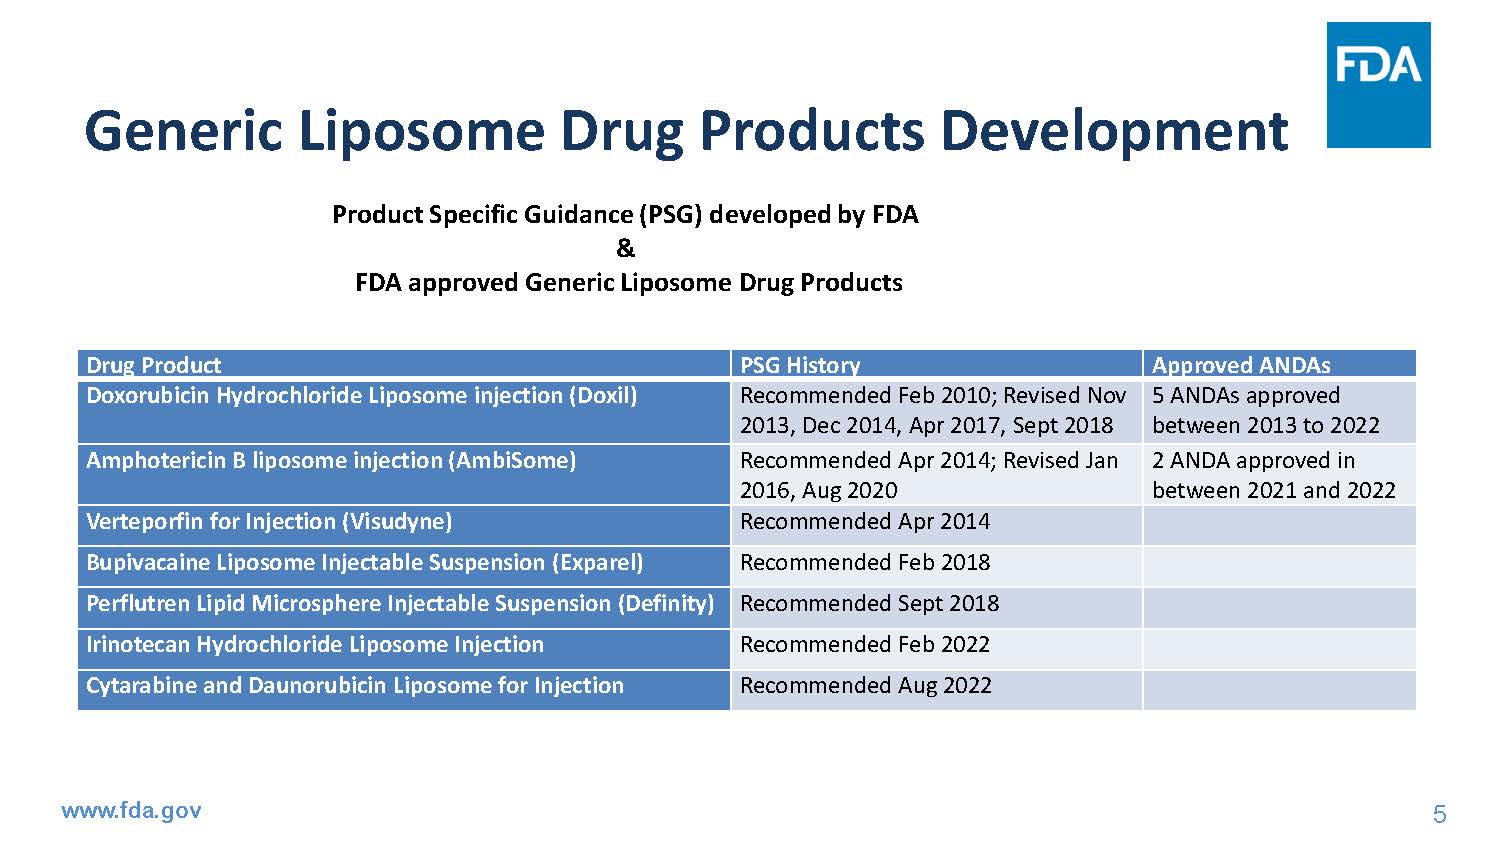 FDA
Generic Liposome Drug Products Development
Product Specific Guidance (PSG) developed by FDA
&
FDA approved Generic Liposome Drug Products
Drug Product PSG History Approved ANDAs
Doxorubicin Hydrochloride Liposome injection (Doxil) Recommended Feb 2010; Revised Nov 5 ANDAs approved
2013, Dec 2014, Apr 2017, Sept 2018 between 2013 to 2022
Amphotericin B liposome injection (AmbiSome) Recommended Apr 2014; Revised Jan 2 ANDA approved in
2016, Aug 2020 between 2021 and 2022
Verteporfin for Injection (Visudyne) Recommended Apr 2014
Bupivacaine Liposome Injectable Suspension (Exparel) Recommended Feb 2018
Perflutren Lipid Microsphere Injectable Suspension (Definity) Recommended Sept 2018
Irinotecan Hydrochloride Liposome Injection Recommended Feb 2022
Cytarabine and Daunorubicin Liposome for Injection Recommended Aug 2022
www.fda.gov 5